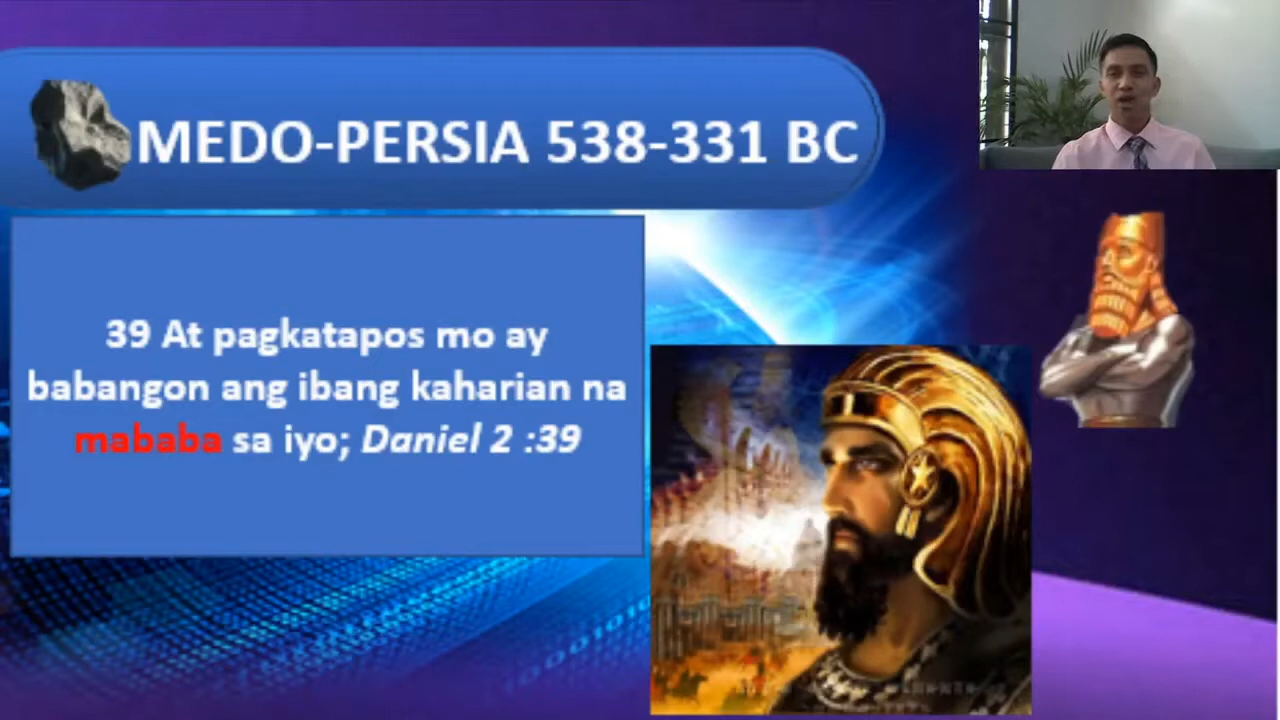 MEDO-PERSIA 538-331 BC
39 At pagkatapos mo ay
babangon ang ibang kaharian na
mababa sa iyo; Daniel 2 :39